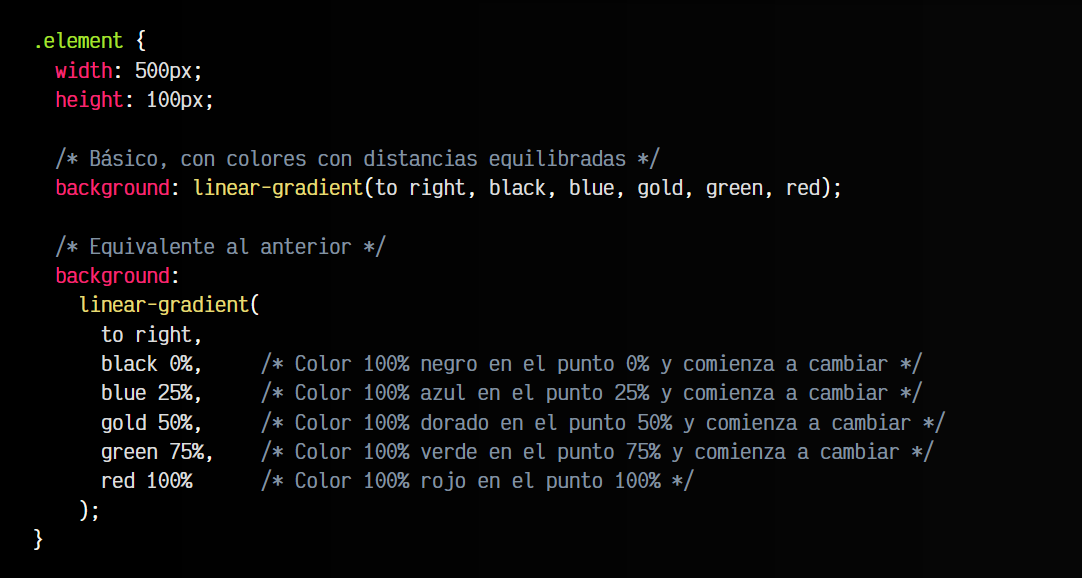 .element {
  width: 500px;
  height: 100px;

  /* Básico, con colores con distancias equilibradas */
  background: linear-gradient(to right, black, blue, gold, green, red);

  /* Equivalente al anterior */
  background:
    linear-gradient(
      to right,
      black 0%,     /* Color 100% negro en el punto 0% y comienza a cambiar */
      blue 25%,     /* Color 100% azul en el punto 25% y comienza a cambiar */
      gold 50%,     /* Color 100% dorado en el punto 50% y comienza a cambiar */
      green 75%,    /* Color 100% verde en el punto 75% y comienza a cambiar */
      red 100%      /* Color 100% rojo en el punto 100% */
    );
}